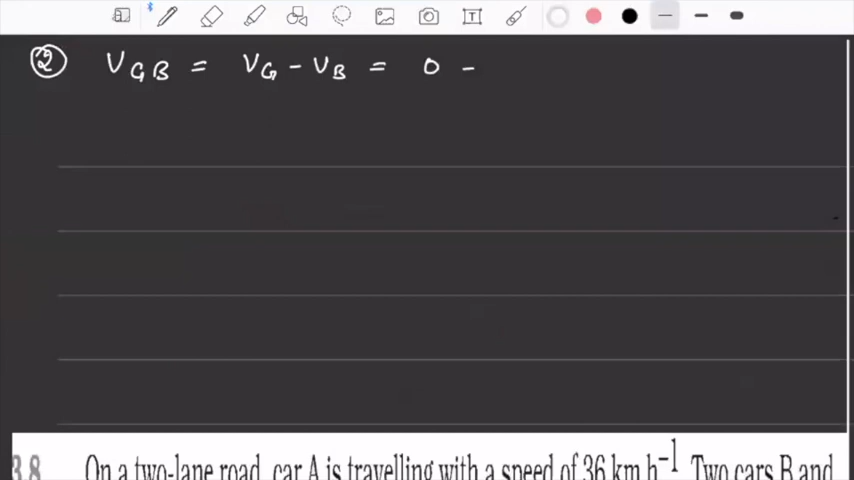 ② V_GB = V_G - V_B = 0 -
3.8 On a two-lane road, car A is travelling with a speed of 36 km h⁻¹. Two cars B and